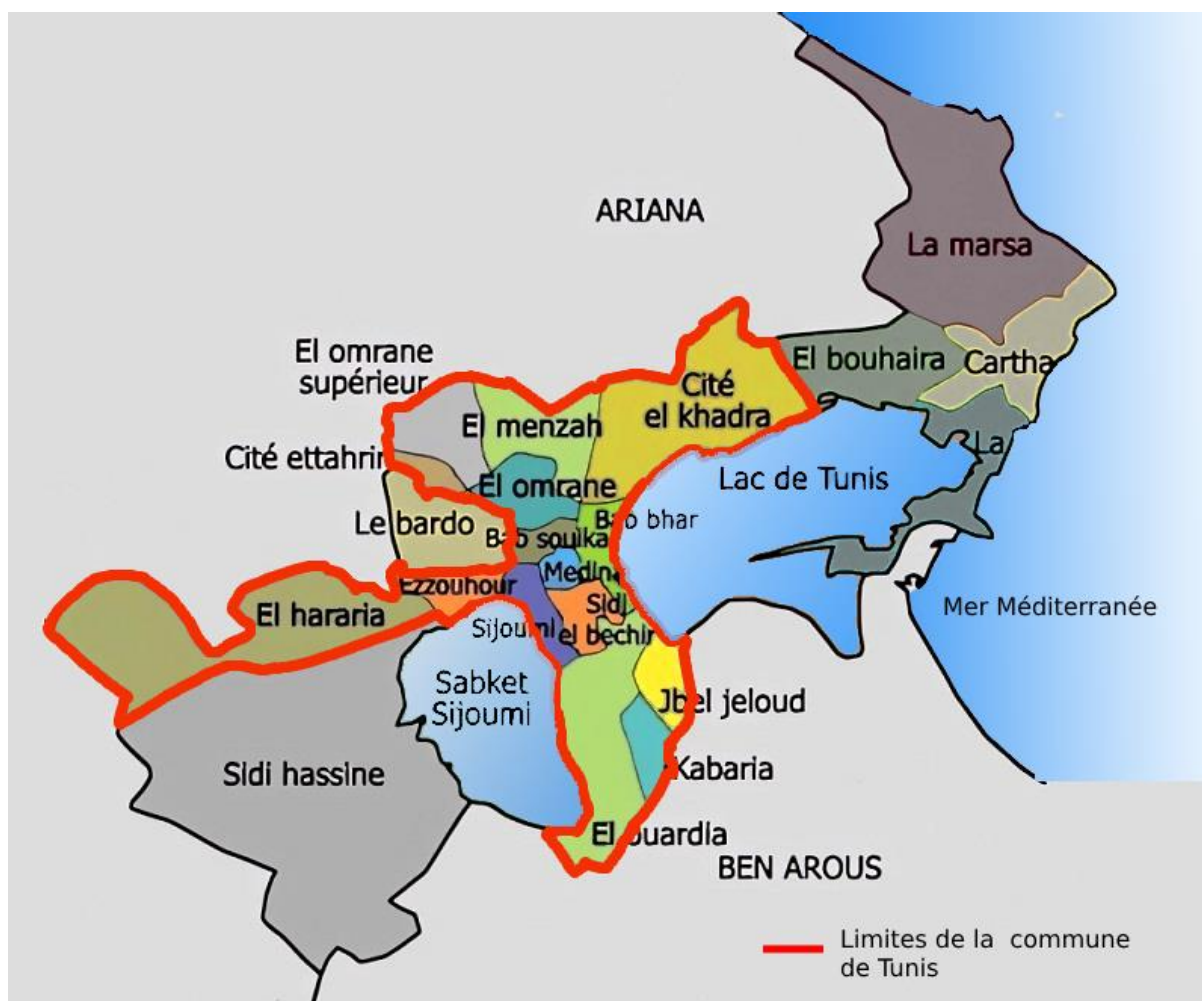 ARIANA
La marsa
El omrane
supérieur
El bouhaira
Cartha
Cité
el khadra
El menzah
La
Cité ettahrir
El omrane
Lac de Tunis
Le bardo
Bab bhar
Bab souika
Medina
Ezzouhour
Mer Méditerranée
El hararia
Sidi
el bechir
Sijoumi
Sabket
Sijoumi
Jbel jeloud
Sidi hassine
Kabaria
El ouardia
BEN AROUS
Limites de la commune
de Tunis